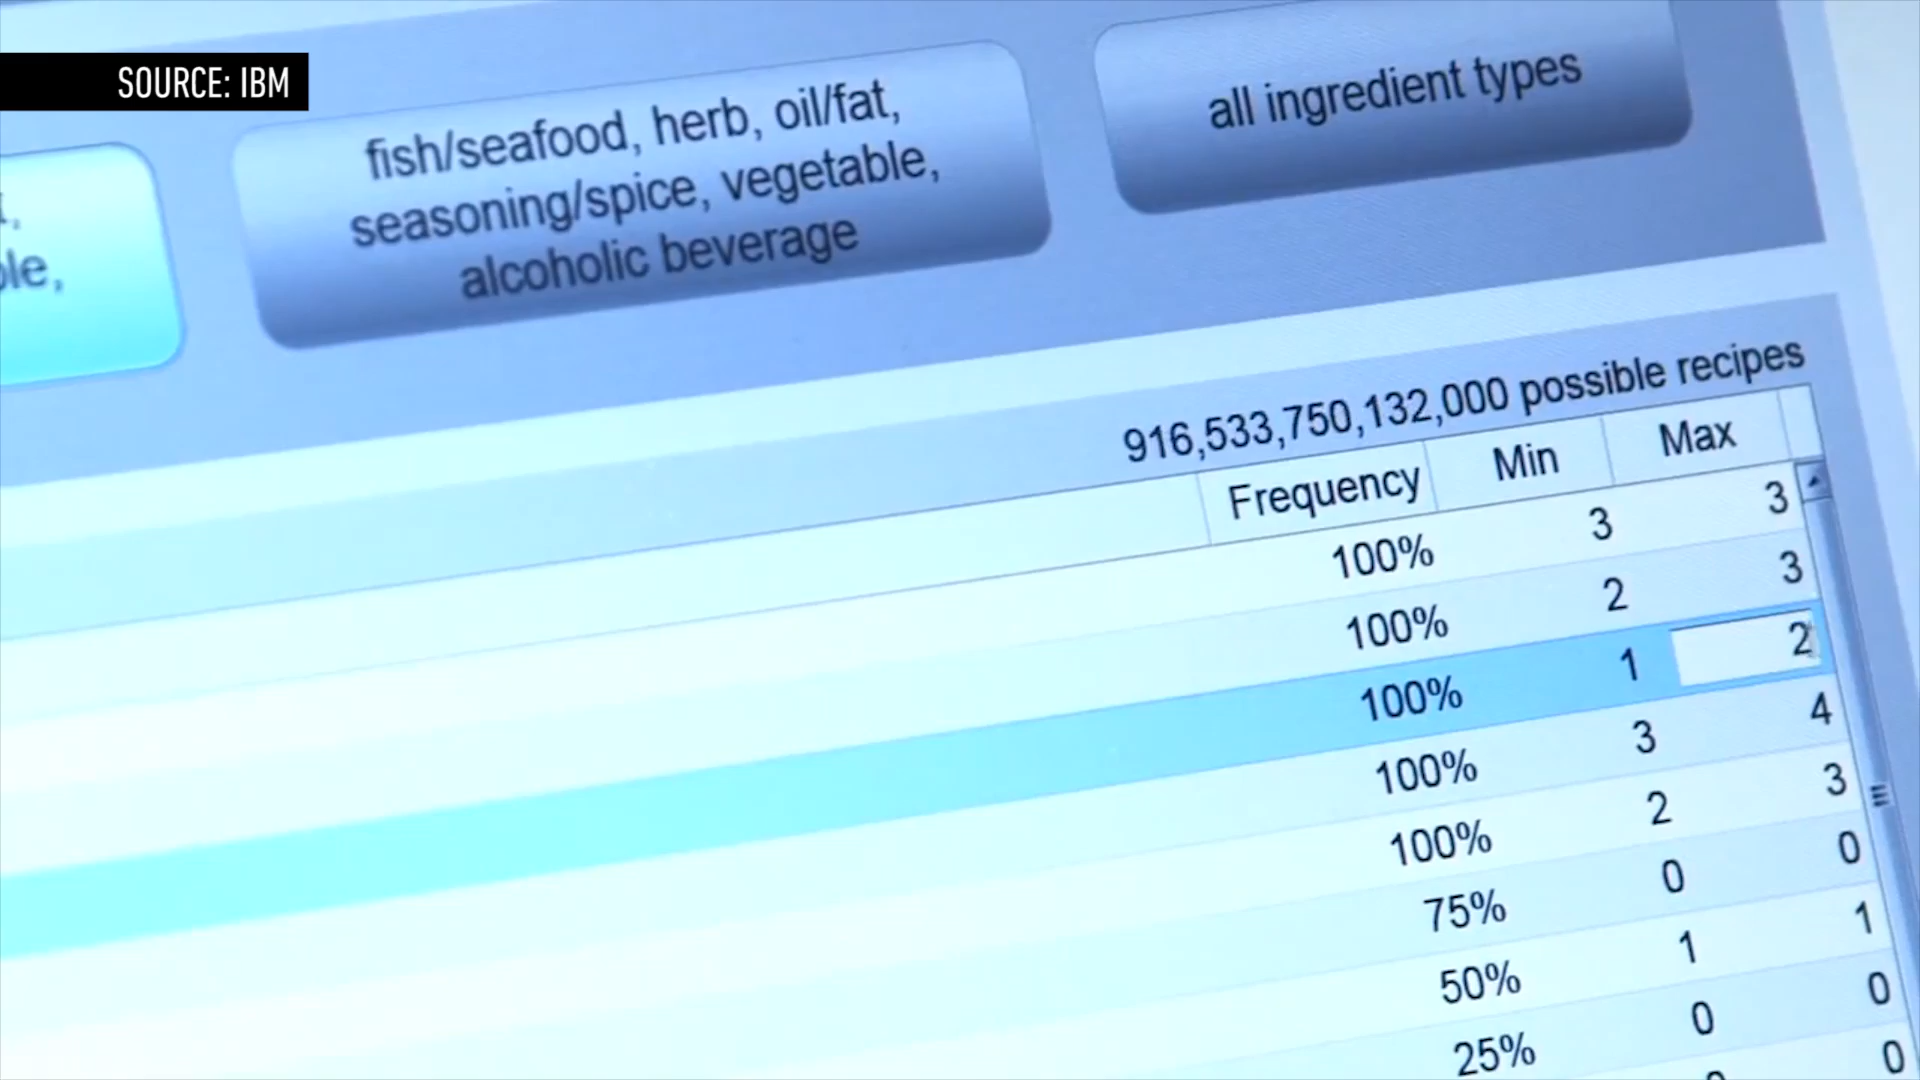 SOURCE: IBM
fish/seafood, herb, oil/fat,
seasoning/spice, vegetable,
alcoholic beverage
all ingredient types
916,533,750,132,000 possible recipes
Frequency Min Max
100% 3 3
100% 2 3
100% 1 2
100% 3 4
100% 2 3
75% 0 0
50% 1 1
25% 0 0
0